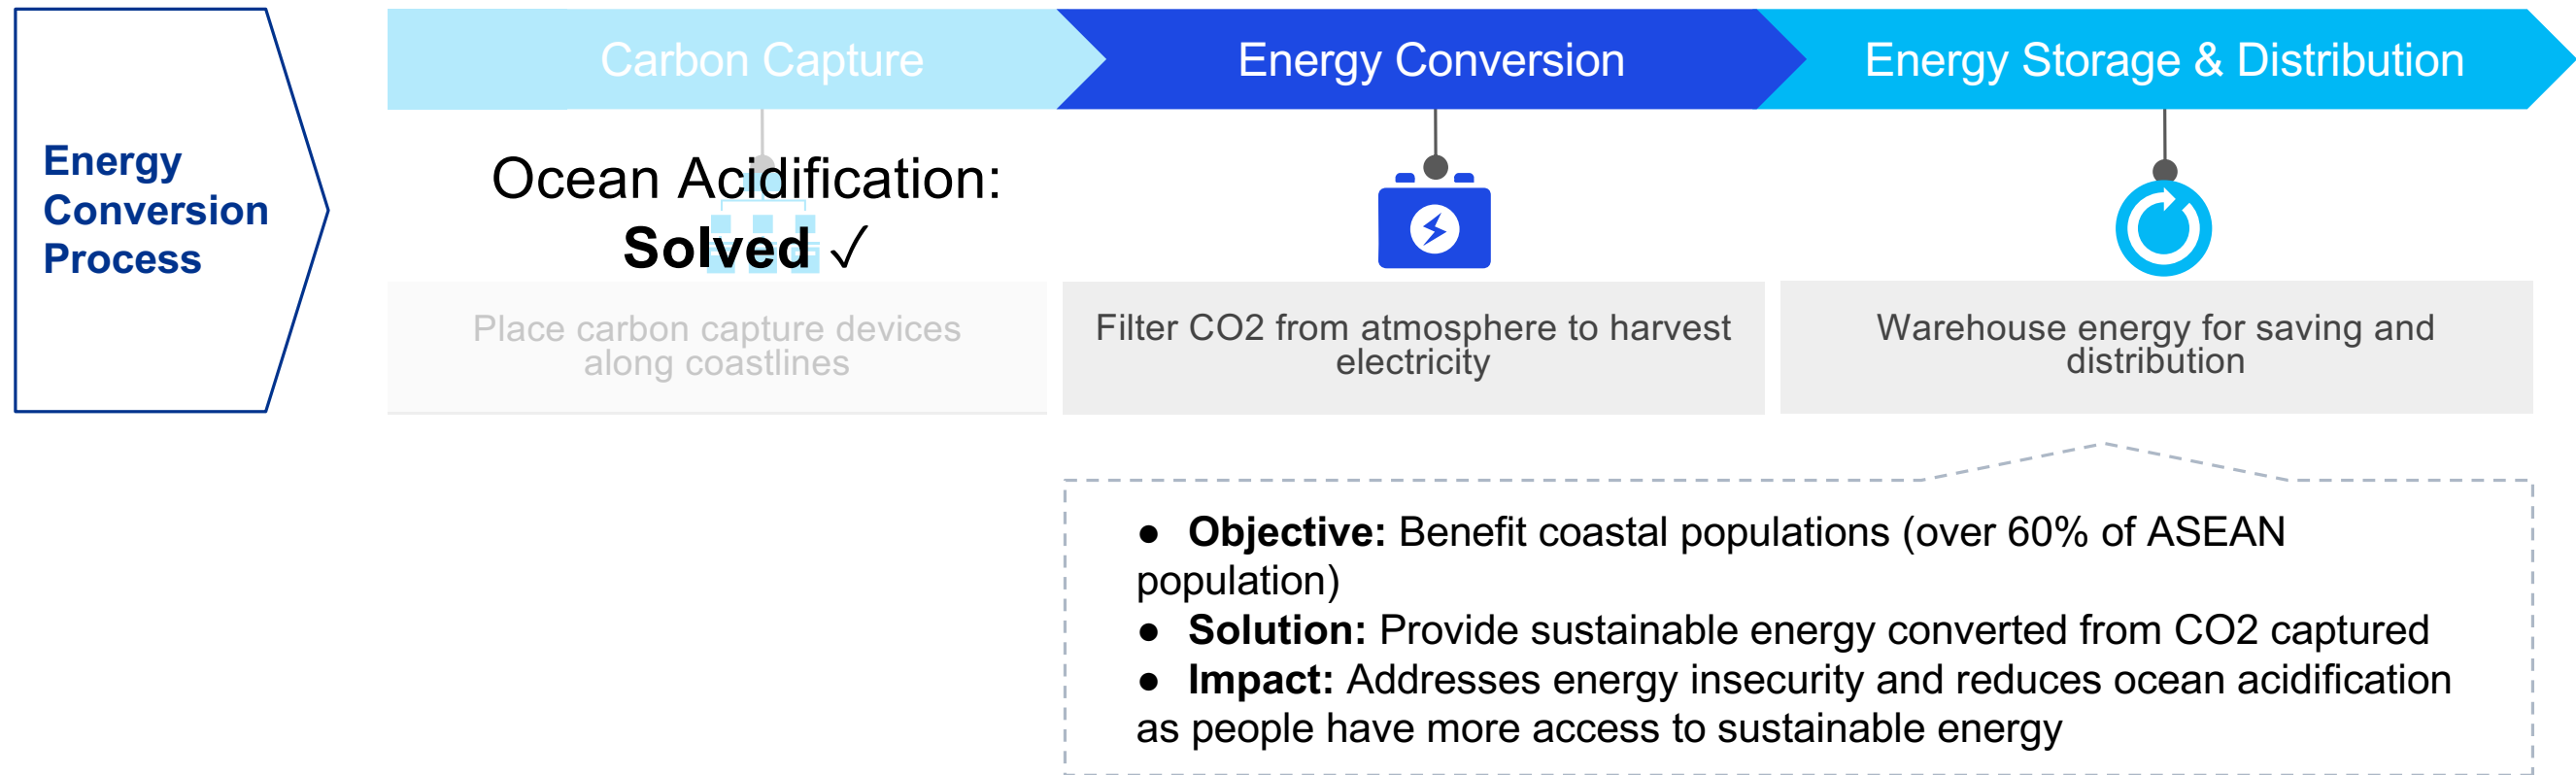 Energy
Conversion
Process
Carbon Capture
Energy Conversion
Energy Storage & Distribution
Ocean Acidification:
Solved ✓
Place carbon capture devices
along coastlines
Filter CO2 from atmosphere to harvest
electricity
Warehouse energy for saving and
distribution
● Objective: Benefit coastal populations (over 60% of ASEAN
population)
● Solution: Provide sustainable energy converted from CO2 captured
● Impact: Addresses energy insecurity and reduces ocean acidification
as people have more access to sustainable energy